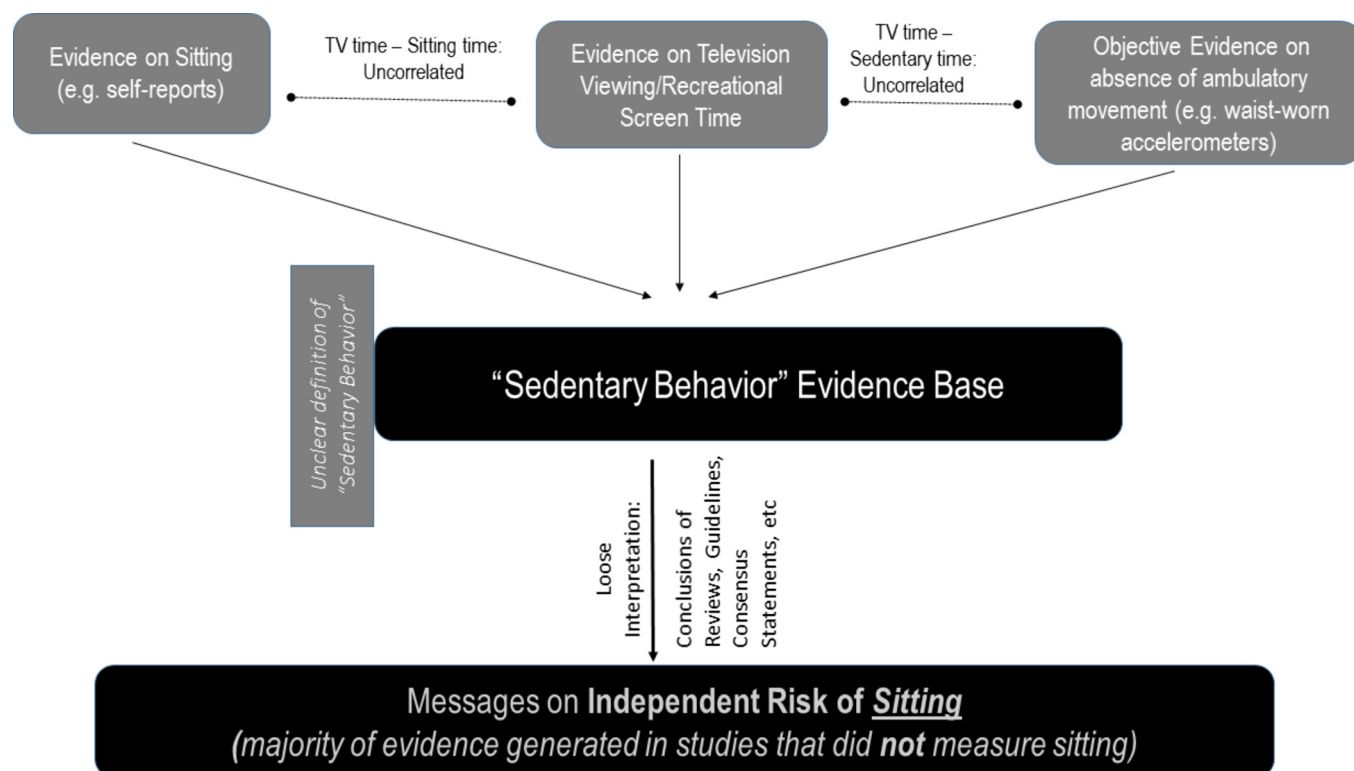 Evidence on Sitting
(e.g. self-reports)
TV time – Sitting time:
Uncorrelated
Evidence on Television
Viewing/Recreational
Screen Time
TV time –
Sedentary time:
Uncorrelated
Objective Evidence on
absence of ambulatory
movement (e.g. waist-worn
accelerometers)
Unclear definition of
“Sedentary Behavior”
“Sedentary Behavior” Evidence Base
Loose
Interpretation:
Conclusions of
Reviews, Guidelines,
Consensus
Statements, etc
Messages on Independent Risk of Sitting
(majority of evidence generated in studies that did not measure sitting)